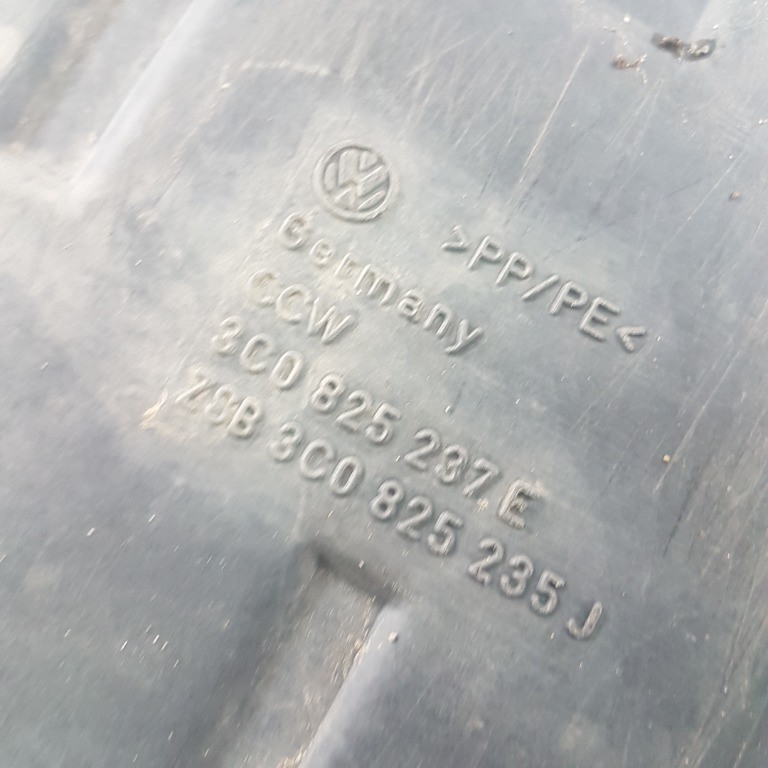 VW
>PP/PE<
Germany
CCW
3C0 825 237 E
ZSB 3C0 825 235 J